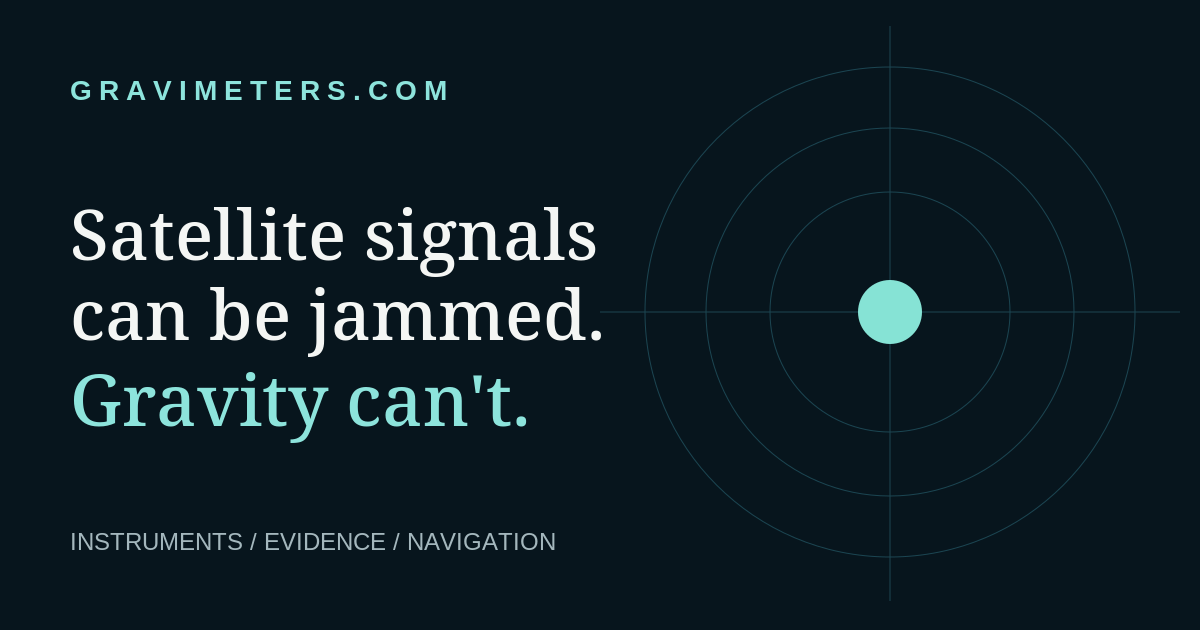 GRAVIMETERS.COM
Satellite signals
can be jammed.
Gravity can't.
INSTRUMENTS / EVIDENCE / NAVIGATION